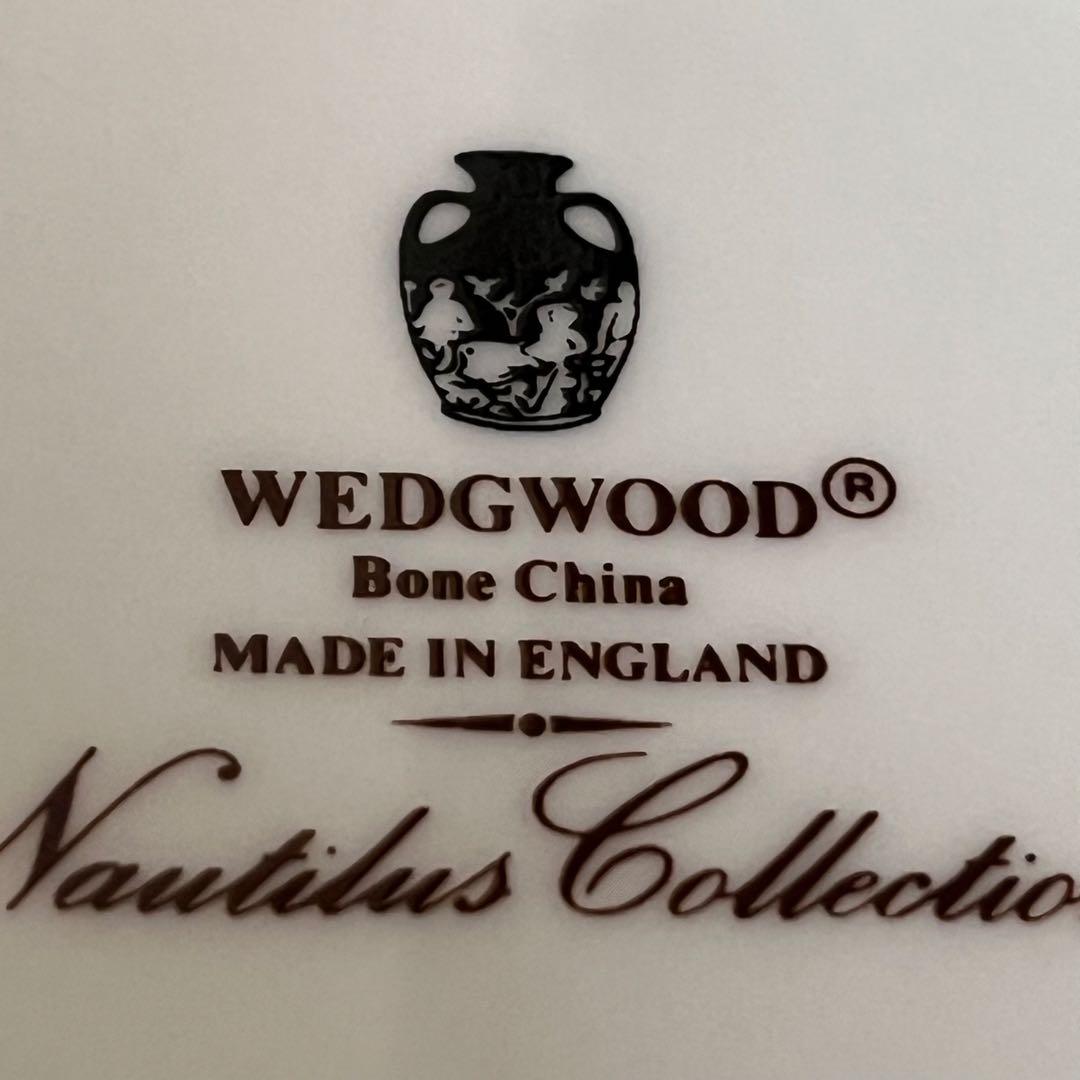 WEDGWOOD®
Bone China
MADE IN ENGLAND
Nautilus Collectio